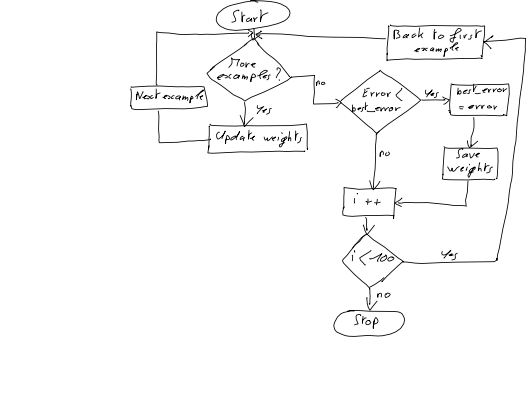 Start
Back to first
example
More
examples?
no
Next example
Yes
Update weights
Error <
best_error
Yes
best_error
= error
Save
weights
no
i ++
i < 100
Yes
no
Stop